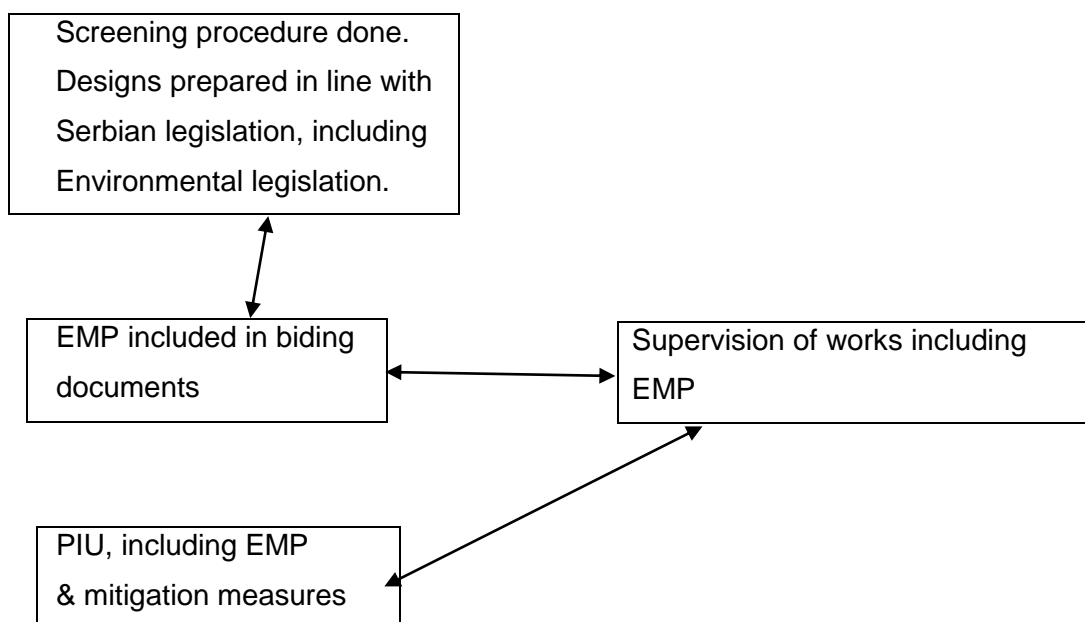 Screening procedure done.
Designs prepared in line with
Serbian legislation, including
Environmental legislation.
EMP included in biding
documents
Supervision of works including
EMP
PIU, including EMP
& mitigation measures